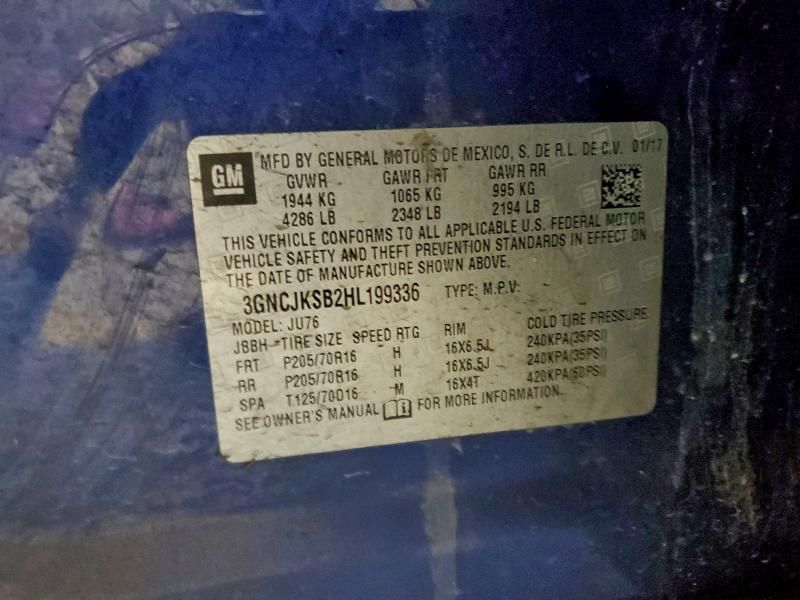 GM
MFD BY GENERAL MOTORS DE MEXICO, S. DE R.L. DE C.V. 01/17
GVWR GAWR FRT GAWR RR
1944 KG 1065 KG 995 KG
4286 LB 2348 LB 2194 LB
THIS VEHICLE CONFORMS TO ALL APPLICABLE U.S. FEDERAL MOTOR
VEHICLE SAFETY AND THEFT PREVENTION STANDARDS IN EFFECT ON
THE DATE OF MANUFACTURE SHOWN ABOVE.
3GNCJKSB2HL199336 TYPE: M.P.V:
MODEL: JU76
JBBH TIRE SIZE SPEED RTG RIM COLD TIRE PRESSURE
FRT P205/70R16 H 16X6.5J 240KPA(35PSI)
RR P205/70R16 H 16X6.5J 240KPA(35PSI)
SPA T125/70D16 M 16X4T 420KPA(60PSI)
SEE OWNER'S MANUAL FOR MORE INFORMATION.